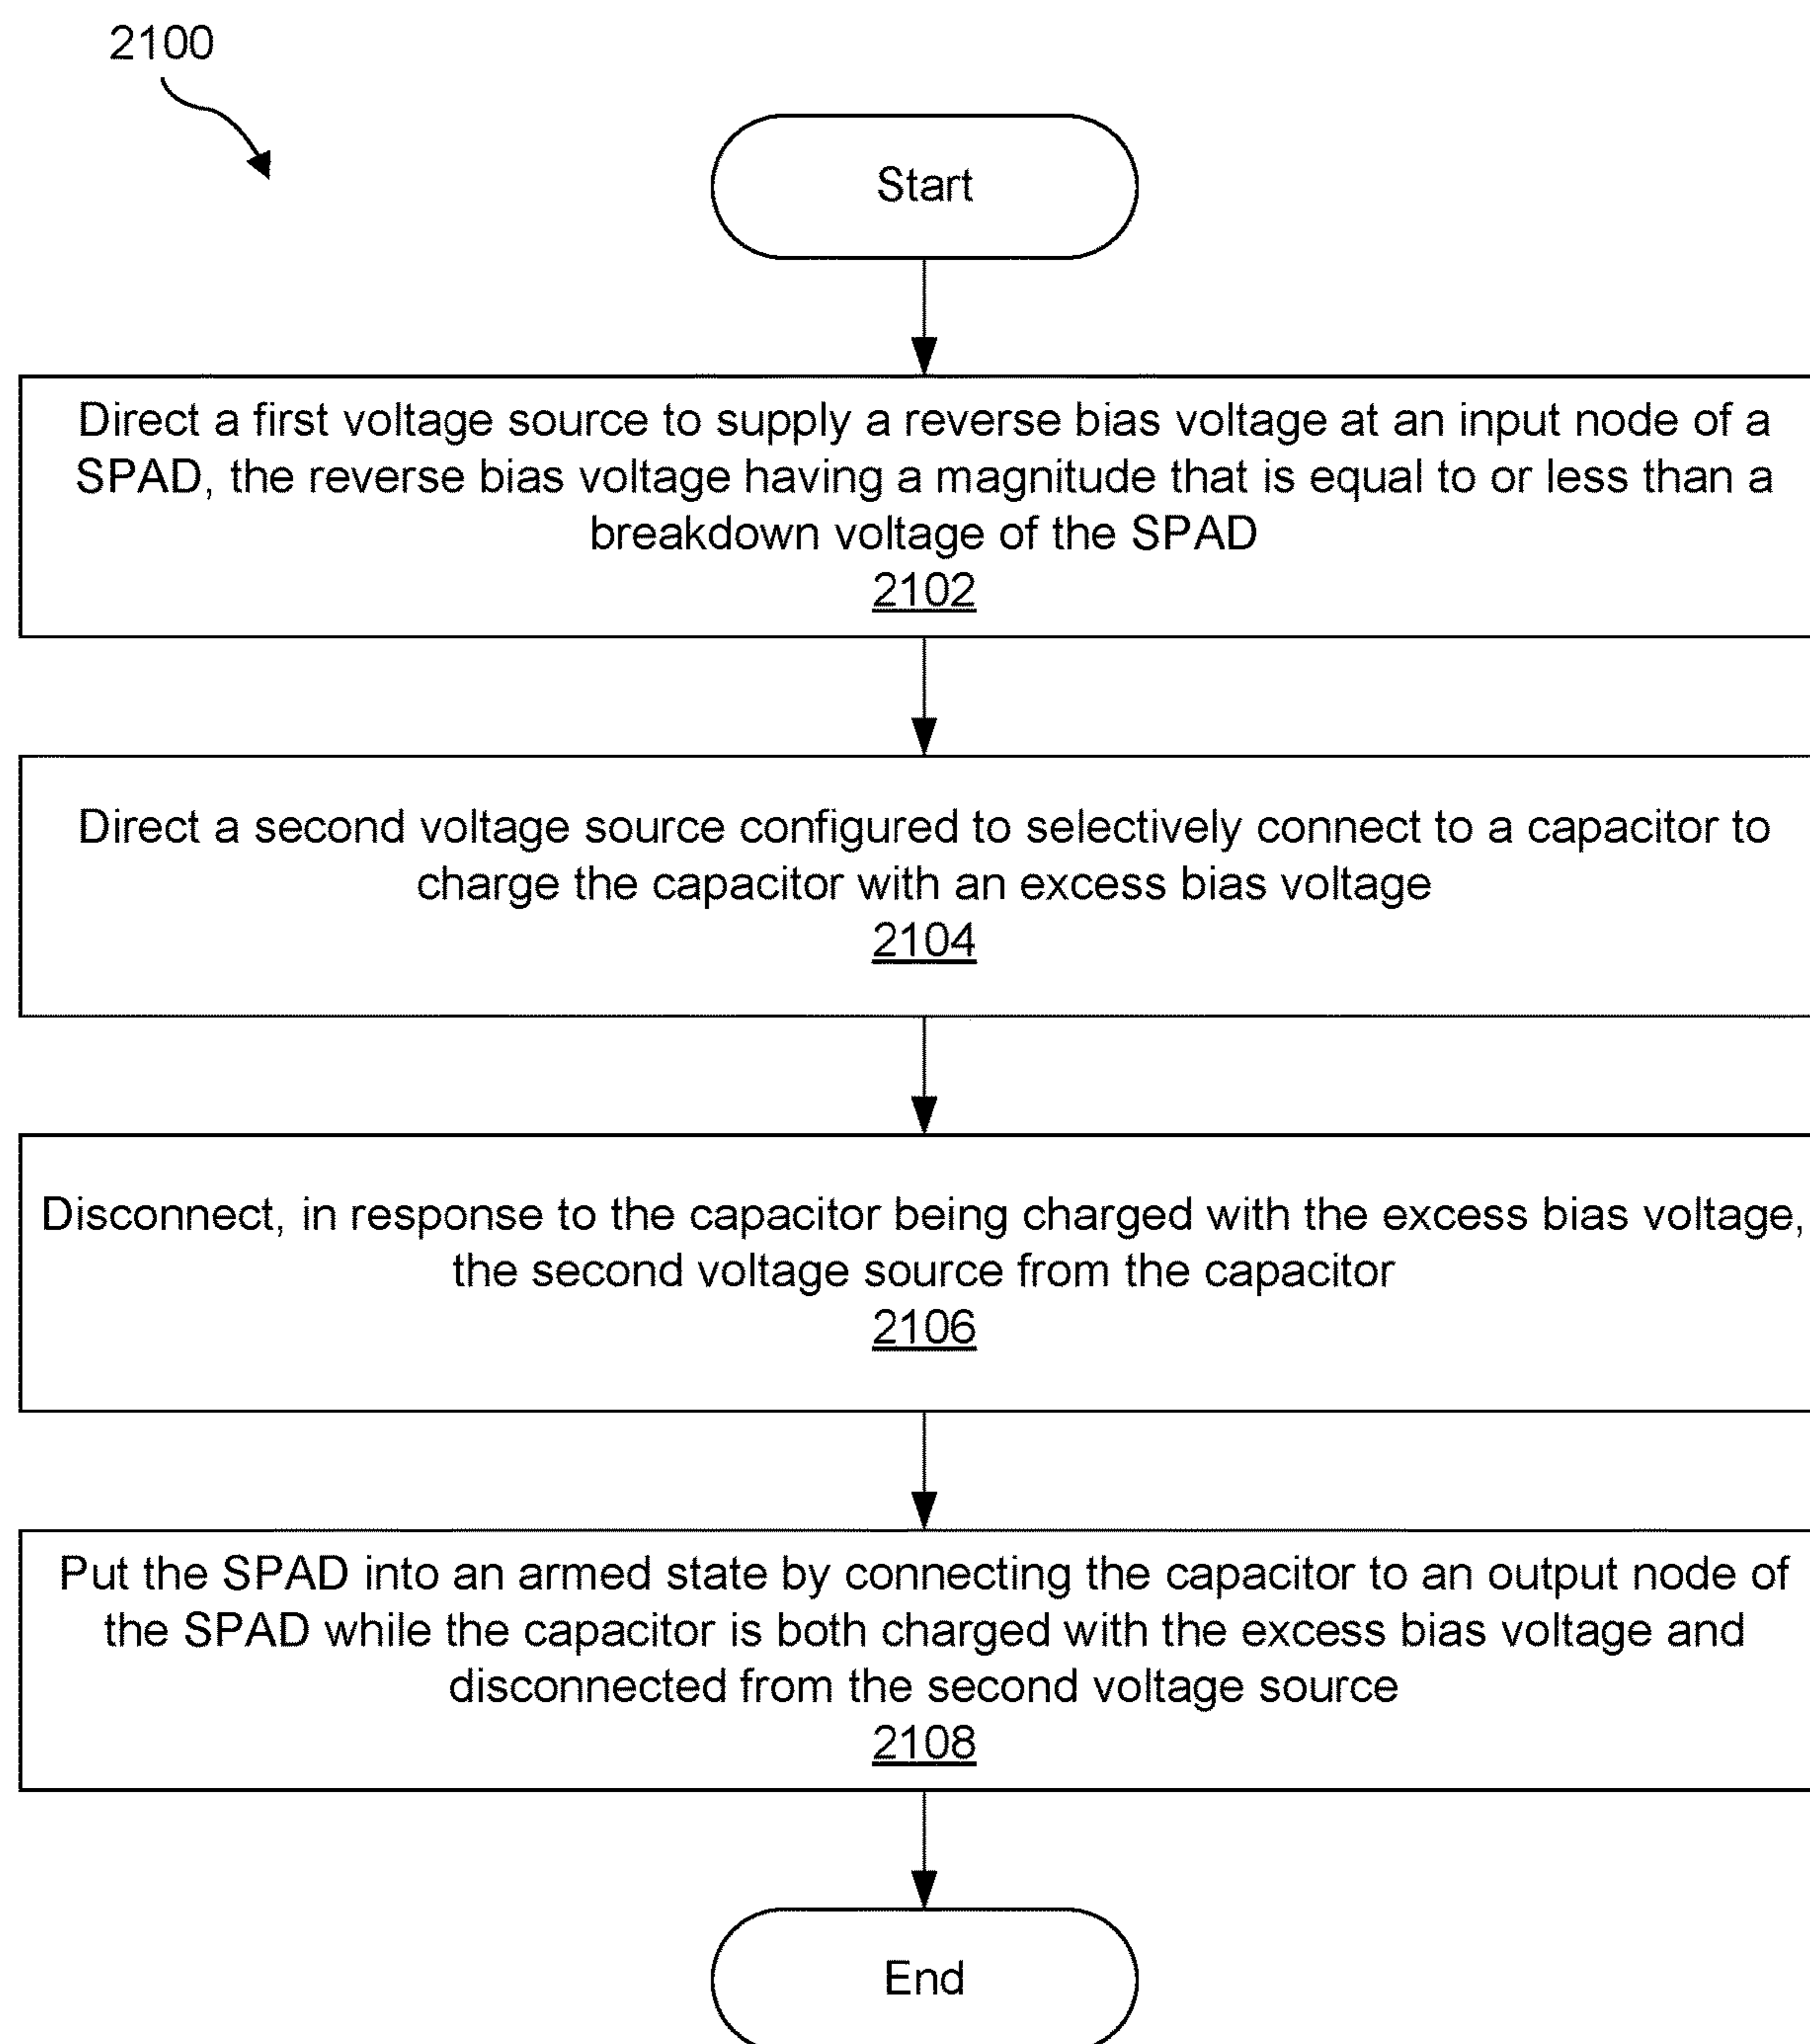 2100
Start
Direct a first voltage source to supply a reverse bias voltage at an input node of a
SPAD, the reverse bias voltage having a magnitude that is equal to or less than a
breakdown voltage of the SPAD
2102
Direct a second voltage source configured to selectively connect to a capacitor to
charge the capacitor with an excess bias voltage
2104
Disconnect, in response to the capacitor being charged with the excess bias voltage,
the second voltage source from the capacitor
2106
Put the SPAD into an armed state by connecting the capacitor to an output node of
the SPAD while the capacitor is both charged with the excess bias voltage and
disconnected from the second voltage source
2108
End